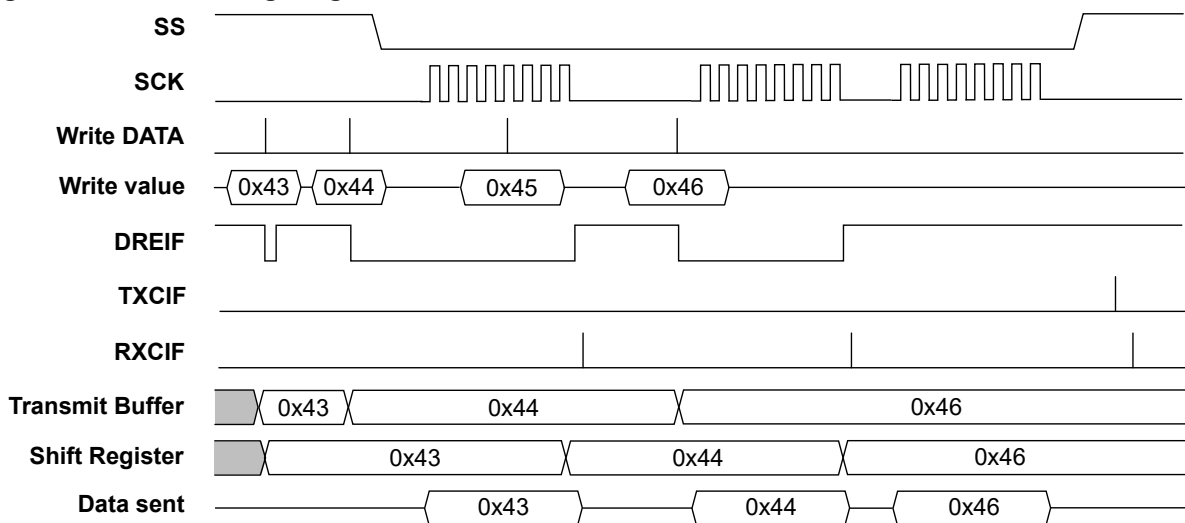 SS
SCK
Write DATA
Write value 0x43 0x44 0x45 0x46
DREIF
TXCIF
RXCIF
Transmit Buffer 0x43 0x44 0x46
Shift Register 0x43 0x44 0x46
Data sent 0x43 0x44 0x46